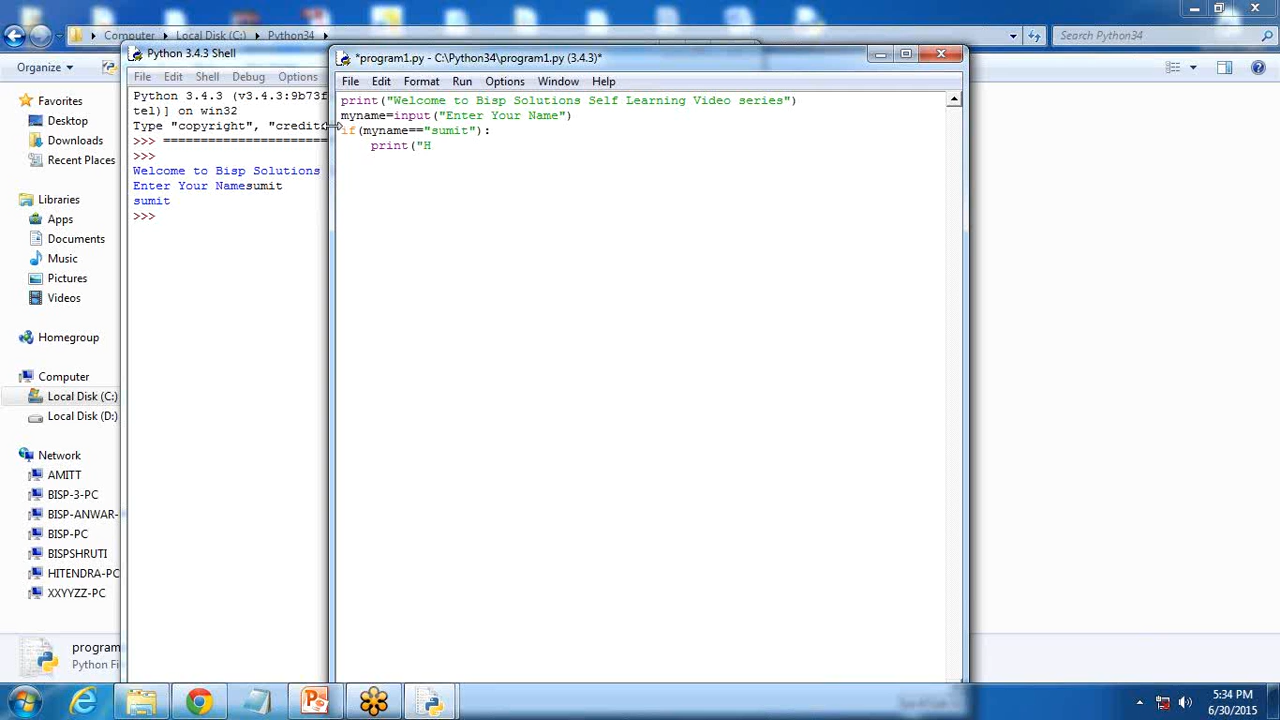 Computer Local Disk (C:) Python34 Search Python34
Organize
Python 3.4.3 Shell
File Edit Shell Debug Options
Python 3.4.3 (v3.4.3:9b73f
tel)] on win32
Type "copyright", "credit
>>> ======================
>>>
Welcome to Bisp Solutions
Enter Your Namesumit
sumit
>>>
*program1.py - C:\Python34\program1.py (3.4.3)*
File Edit Format Run Options Window Help
print("Welcome to Bisp Solutions Self Learning Video series")
myname=input("Enter Your Name")
if(myname=="sumit"):
print("H
Favorites
Desktop
Downloads
Recent Places
Libraries
Apps
Documents
Music
Pictures
Videos
Homegroup
Computer
Local Disk (C:)
Local Disk (D:)
Network
AMITT
BISP-3-PC
BISP-ANWAR-
BISP-PC
BISPSHRUTI
HITENDRA-PC
XXYYZZ-PC
program
Python Fi
5:34 PM
6/30/2015